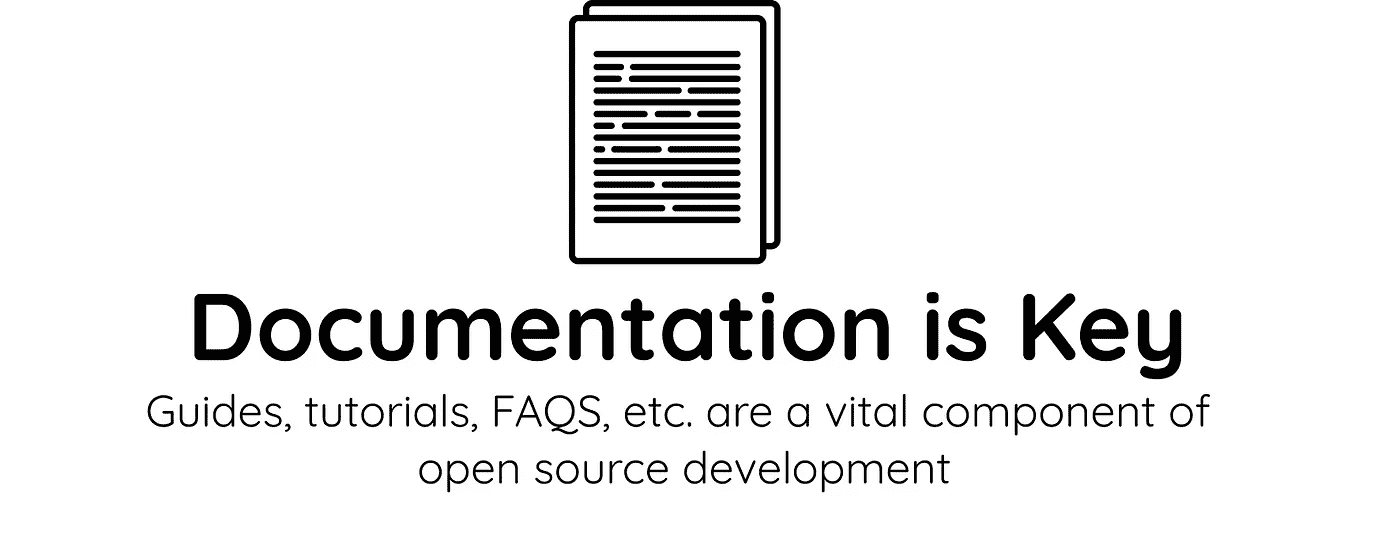 Documentation is Key
Guides, tutorials, FAQS, etc. are a vital component of
open source development